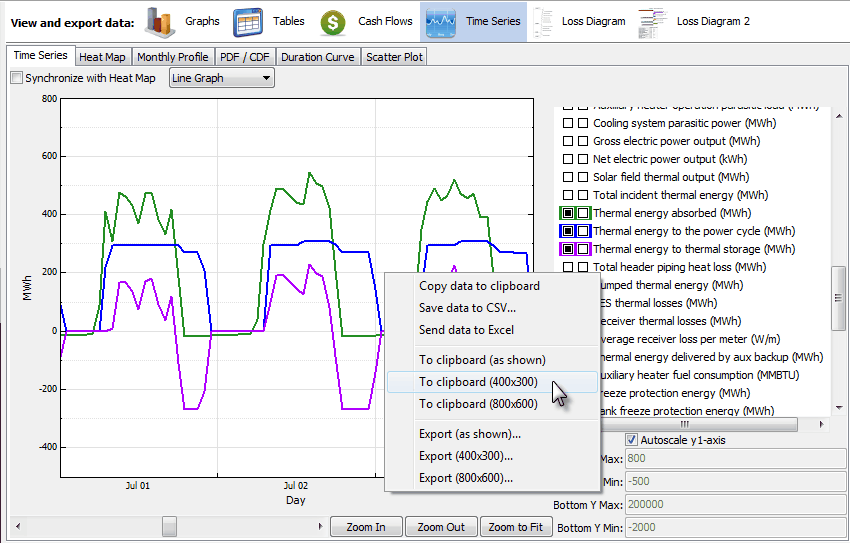 View and export data: Graphs Tables Cash Flows Time Series Loss Diagram Loss Diagram 2
Time Series Heat Map Monthly Profile PDF / CDF Duration Curve Scatter Plot
Synchronize with Heat Map Line Graph
800
600
400
200
0
-200
-400
MWh
Jul 01 Jul 02
Day
Auxiliary heater operation parasitic load (MWh)
Cooling system parasitic power (MWh)
Gross electric power output (MWh)
Net electric power output (kWh)
Solar field thermal output (MWh)
Total incident thermal energy (MWh)
Thermal energy absorbed (MWh)
Thermal energy to the power cycle (MWh)
Thermal energy to thermal storage (MWh)
Total header piping heat loss (MWh)
umped thermal energy (MWh)
ES thermal losses (MWh)
eceiver thermal losses (MWh)
verage receiver loss per meter (W/m)
hermal energy delivered by aux backup (MWh)
uxiliary heater fuel consumption (MMBTU)
reeze protection energy (MWh)
ank freeze protection energy (MWh)
Copy data to clipboard
Save data to CSV...
Send data to Excel
To clipboard (as shown)
To clipboard (400x300)
To clipboard (800x600)
Export (as shown)...
Export (400x300)...
Export (800x600)...
Autoscale y1-axis
Max: 800
Min: -500
Bottom Y Max: 200000
Bottom Y Min: -2000
Zoom In Zoom Out Zoom to Fit